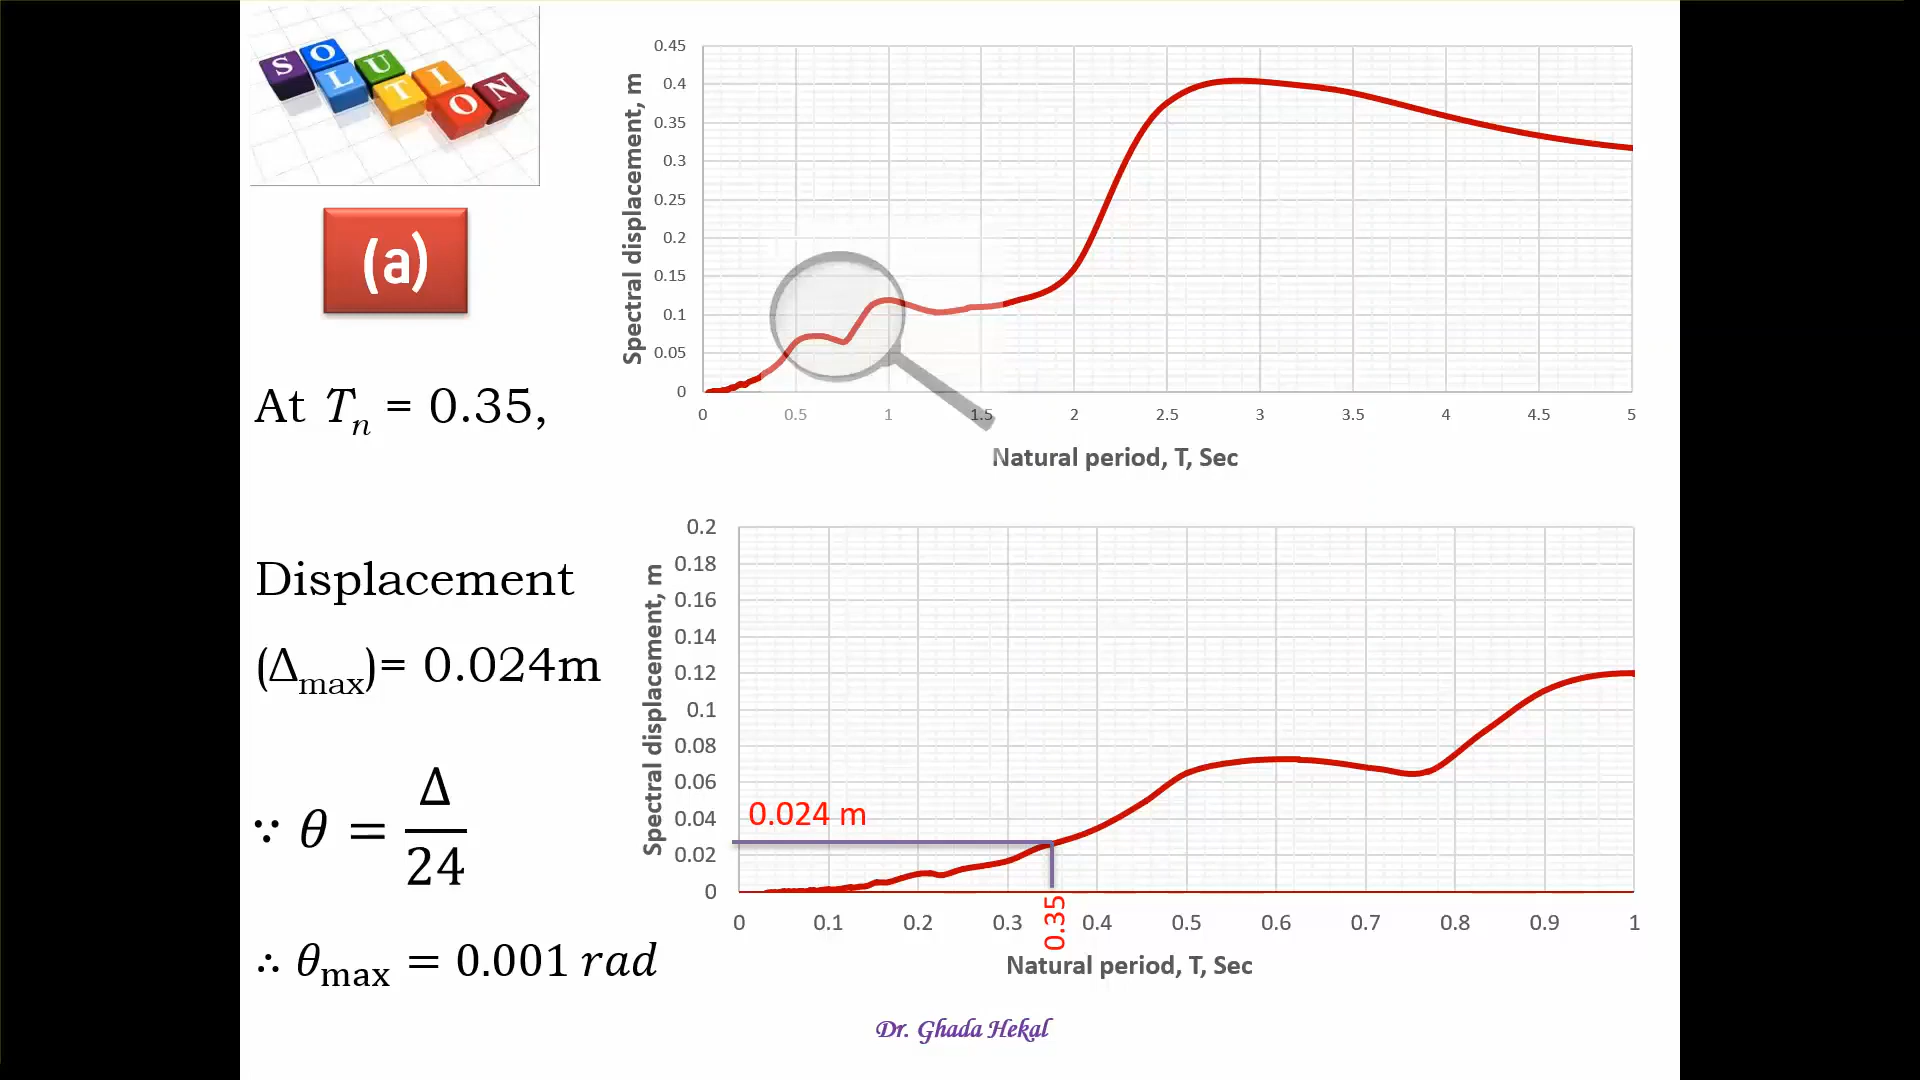 SOLUTION
(a)
At Tₙ = 0.35,
Displacement
(Δmax)= 0.024m
∵ θ = Δ/24
∴ θmax = 0.001 rad
Spectral displacement, m
0.45
0.4
0.35
0.3
0.25
0.2
0.15
0.1
0.05
0
0 0.5 1 1.5 2 2.5 3 3.5 4 4.5 5
Natural period, T, Sec
Spectral displacement, m
0.2
0.18
0.16
0.14
0.12
0.1
0.08
0.06
0.04
0.02
0
0.024 m
0 0.1 0.2 0.3 0.35 0.4 0.5 0.6 0.7 0.8 0.9 1
Natural period, T, Sec
Dr. Ghada Hekal